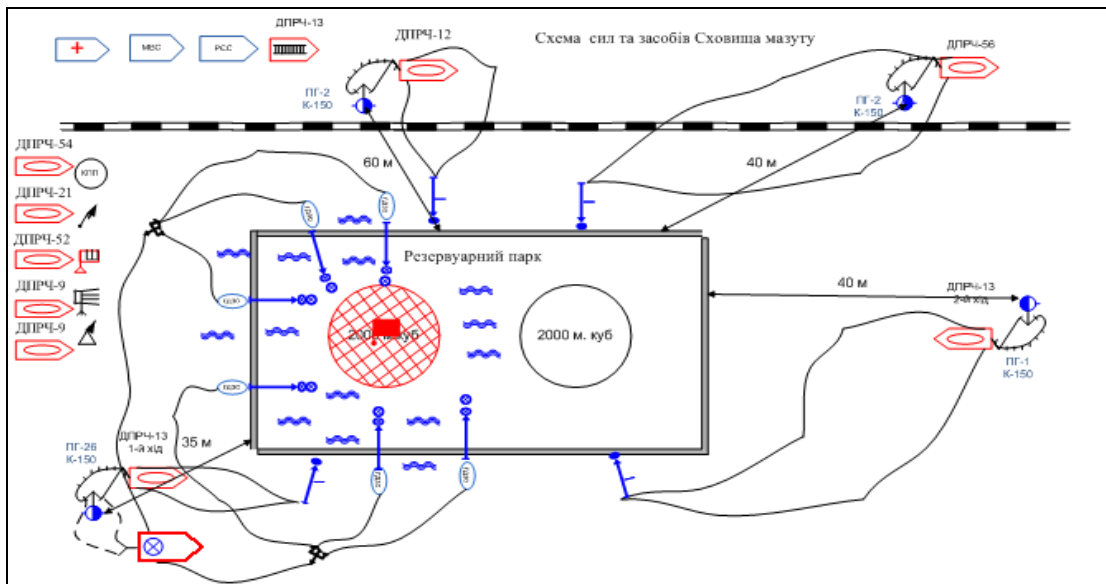 ДПРЧ-13
МВС
РСС
ДПРЧ-12
Схема сил та засобів Сховища мазуту
ДПРЧ-56
ПГ-2
К-150
ПГ-2
К-150
ДПРЧ-54
КПП
60 м
40 м
ДПРЧ-21
ДПРЧ-52
Резервуарний парк
ДПРЧ-9
40 м
ДПРЧ-13
2-й хід
ДПРЧ-9
2000 м. куб
2000 м. куб
ПГ-1
К-150
ПГ-26
К-150
ДПРЧ-13
1-й хід
35 м